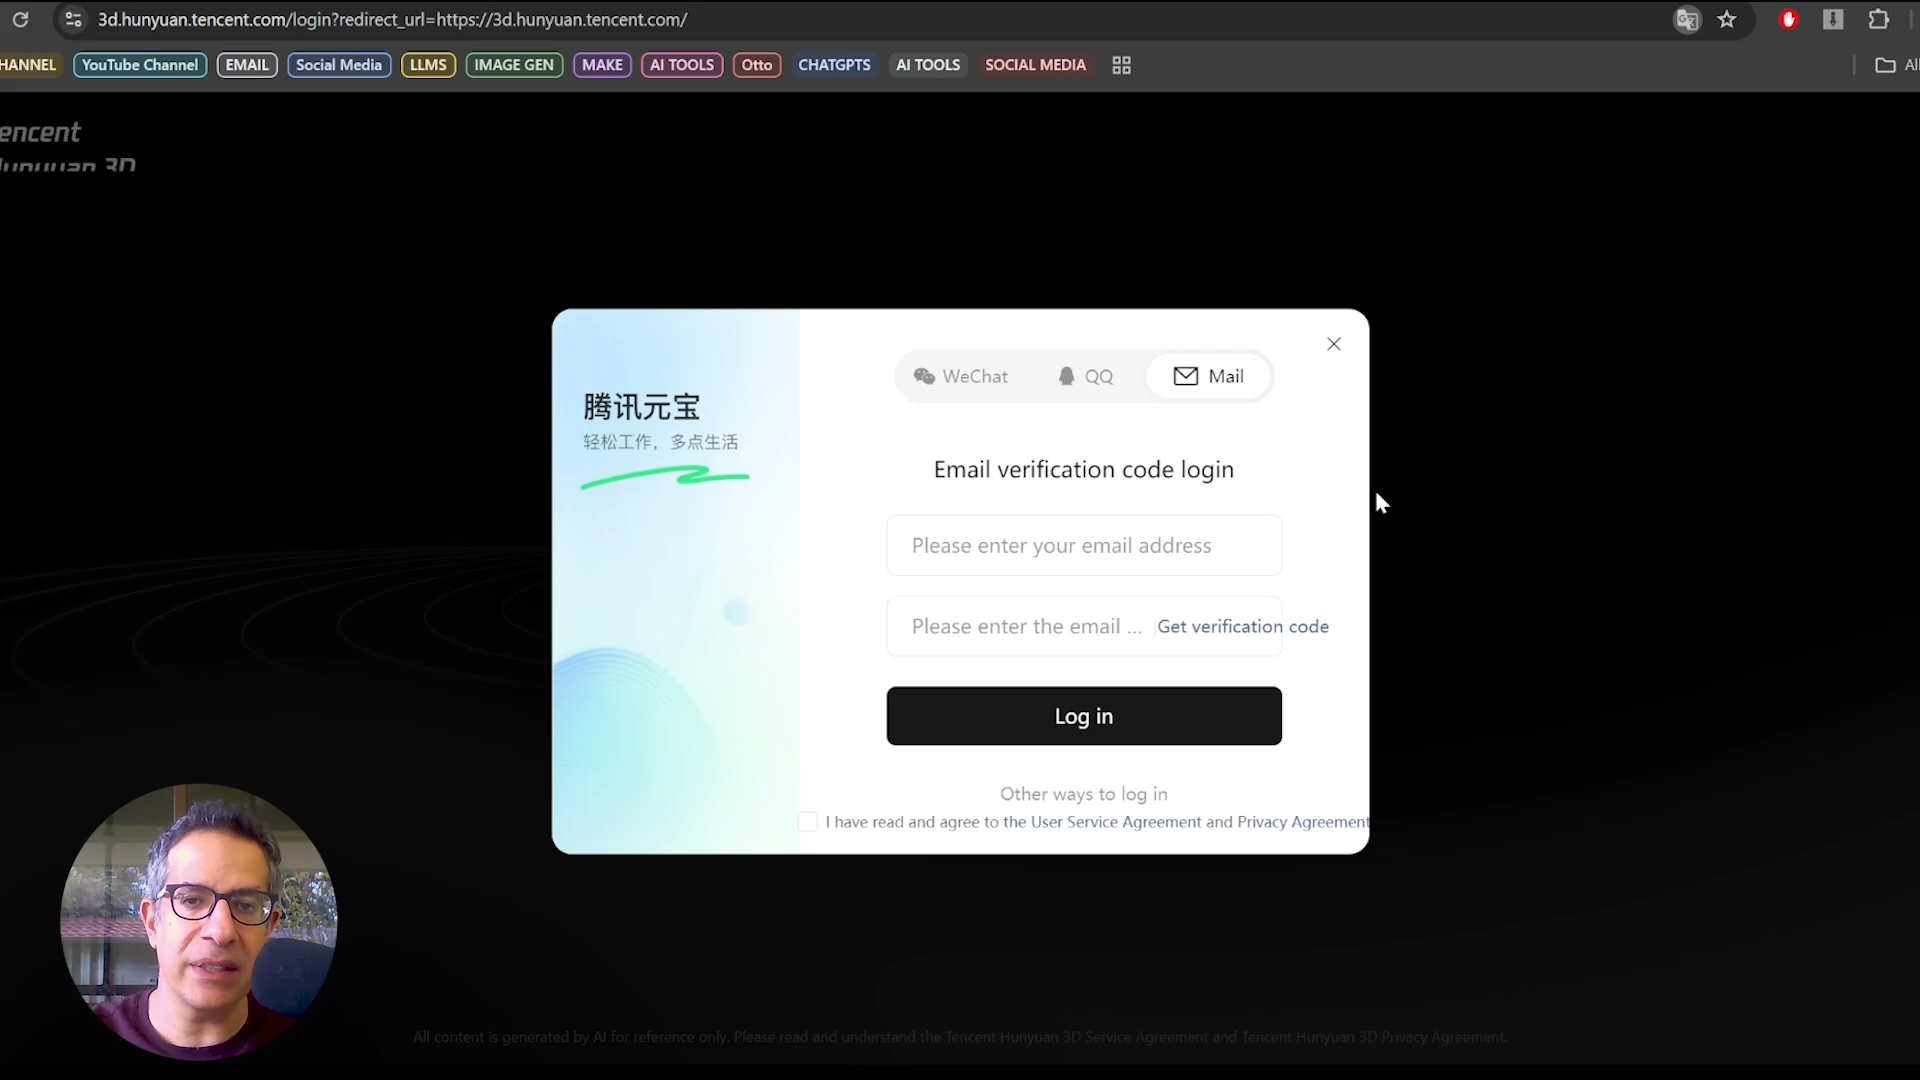 3d.hunyuan.tencent.com/login?redirect_url=https://3d.hunyuan.tencent.com/
HANNEL YouTube Channel EMAIL Social Media LLMS IMAGE GEN MAKE AI TOOLS Otto CHATGPTS AI TOOLS SOCIAL MEDIA All
encent
Hunyuan 3D
腾讯元宝
轻松工作，多点生活
WeChat QQ Mail
Email verification code login
Please enter your email address
Please enter the email ... Get verification code
Log in
Other ways to log in
I have read and agree to the User Service Agreement and Privacy Agreement
All content is generated by AI for reference only. Please read and understand the Tencent Hunyuan 3D Service Agreement and Tencent Hunyuan 3D Privacy Agreement.